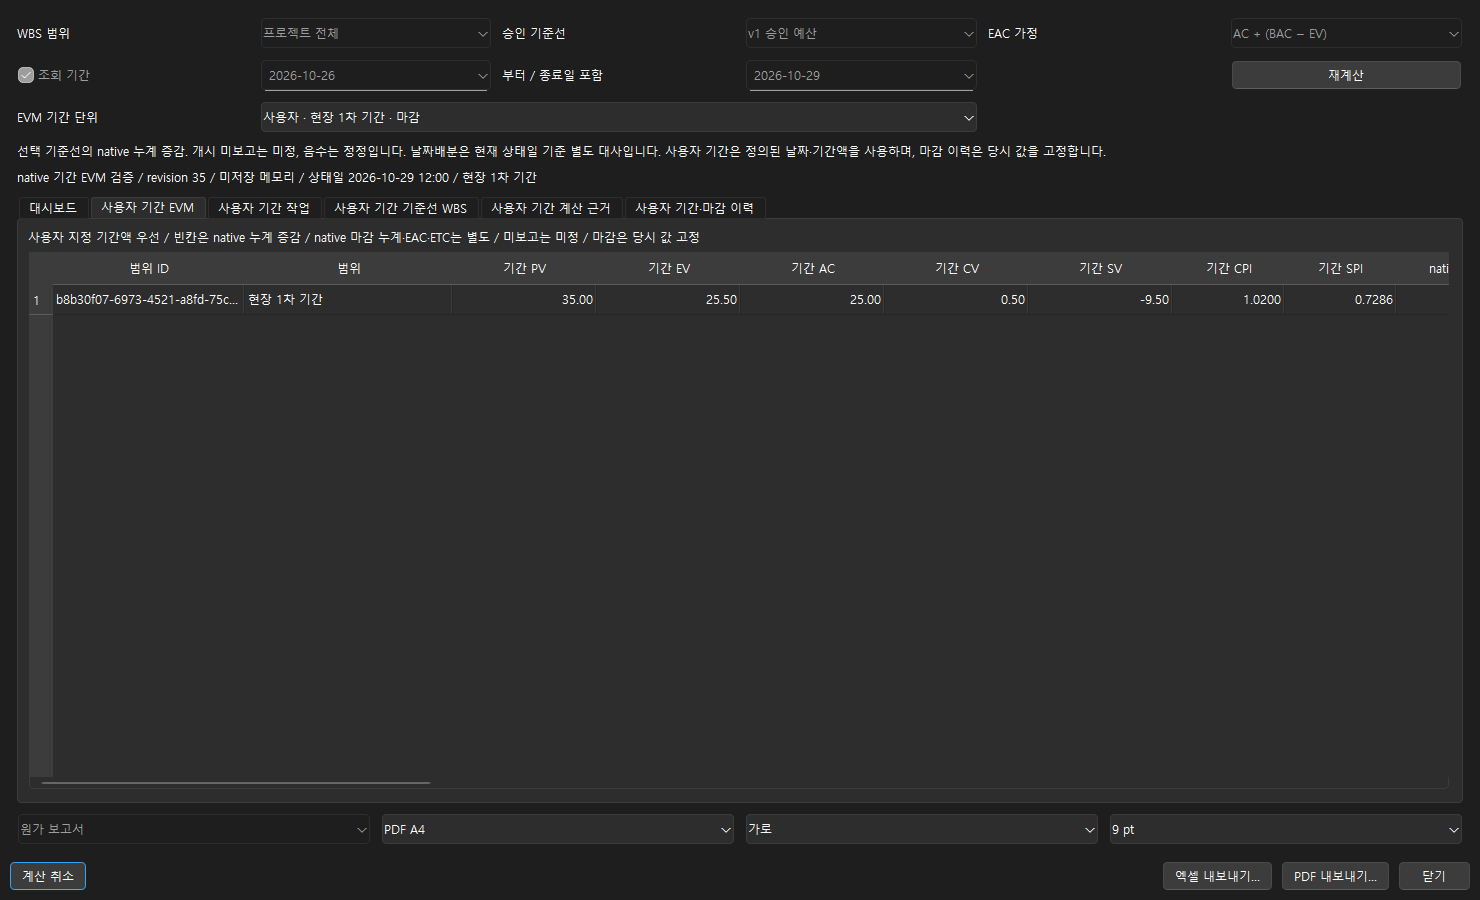 WBS 범위 프로젝트 전체 승인 기준선 v1 승인 예산 EAC 가정 AC + (BAC − EV)
조회 기간 2026-10-26 부터 / 종료일 포함 2026-10-29 재계산
EVM 기간 단위 사용자 · 현장 1차 기간 · 마감
선택 기준선의 native 누계 증감. 개시 미보고는 미정, 음수는 정정입니다. 날짜배분은 현재 상태일 기준 별도 대사입니다. 사용자 기간은 정의된 날짜·기간액을 사용하며, 마감 이력은 당시 값을 고정합니다.
native 기간 EVM 검증 / revision 35 / 미저장 메모리 / 상태일 2026-10-29 12:00 / 현장 1차 기간
대시보드 사용자 기간 EVM 사용자 기간 작업 사용자 기간 기준선 WBS 사용자 기간 계산 근거 사용자 기간·마감 이력
사용자 지정 기간액 우선 / 빈칸은 native 누계 증감 / native 마감 누계·EAC·ETC는 별도 / 미보고는 미정 / 마감은 당시 값 고정
범위 ID 범위 기간 PV 기간 EV 기간 AC 기간 CV 기간 SV 기간 CPI 기간 SPI nati
1 b8b30f07-6973-4521-a8fd-75c... 현장 1차 기간 35.00 25.50 25.00 0.50 -9.50 1.0200 0.7286
원가 보고서 PDF A4 가로 9 pt
계산 취소 엑셀 내보내기... PDF 내보내기... 닫기